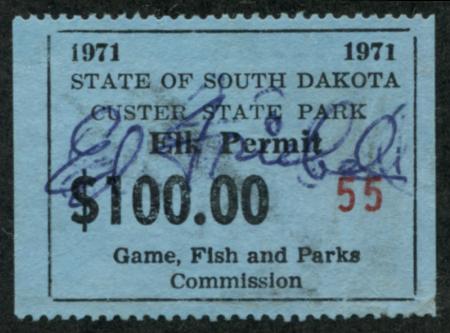 1971 1971
STATE OF SOUTH DAKOTA
CUSTER STATE PARK
Elk Permit
Ed
$100.00 55
Game, Fish and Parks
Commission